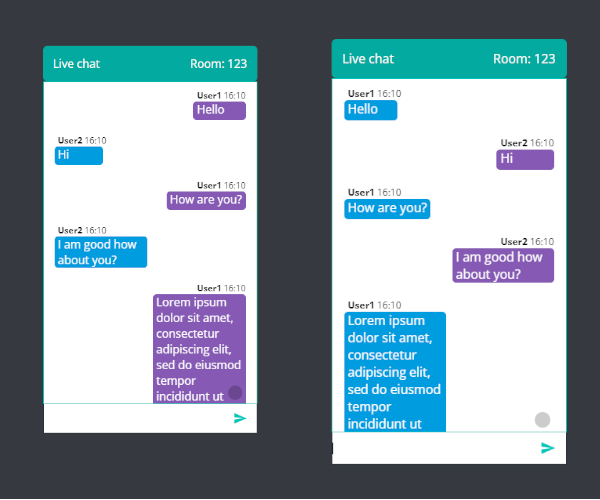 Live chat Room: 123
User1 16:10
Hello
User2 16:10
Hi
User1 16:10
How are you?
User2 16:10
I am good how
about you?
User1 16:10
Lorem ipsum
dolor sit amet,
consectetur
adipiscing elit,
sed do eiusmod
tempor
incididunt ut
Live chat Room: 123
User1 16:10
Hello
User2 16:10
Hi
User1 16:10
How are you?
User2 16:10
I am good how
about you?
User1 16:10
Lorem ipsum
dolor sit amet,
consectetur
adipiscing elit,
sed do eiusmod
tempor
incididunt ut